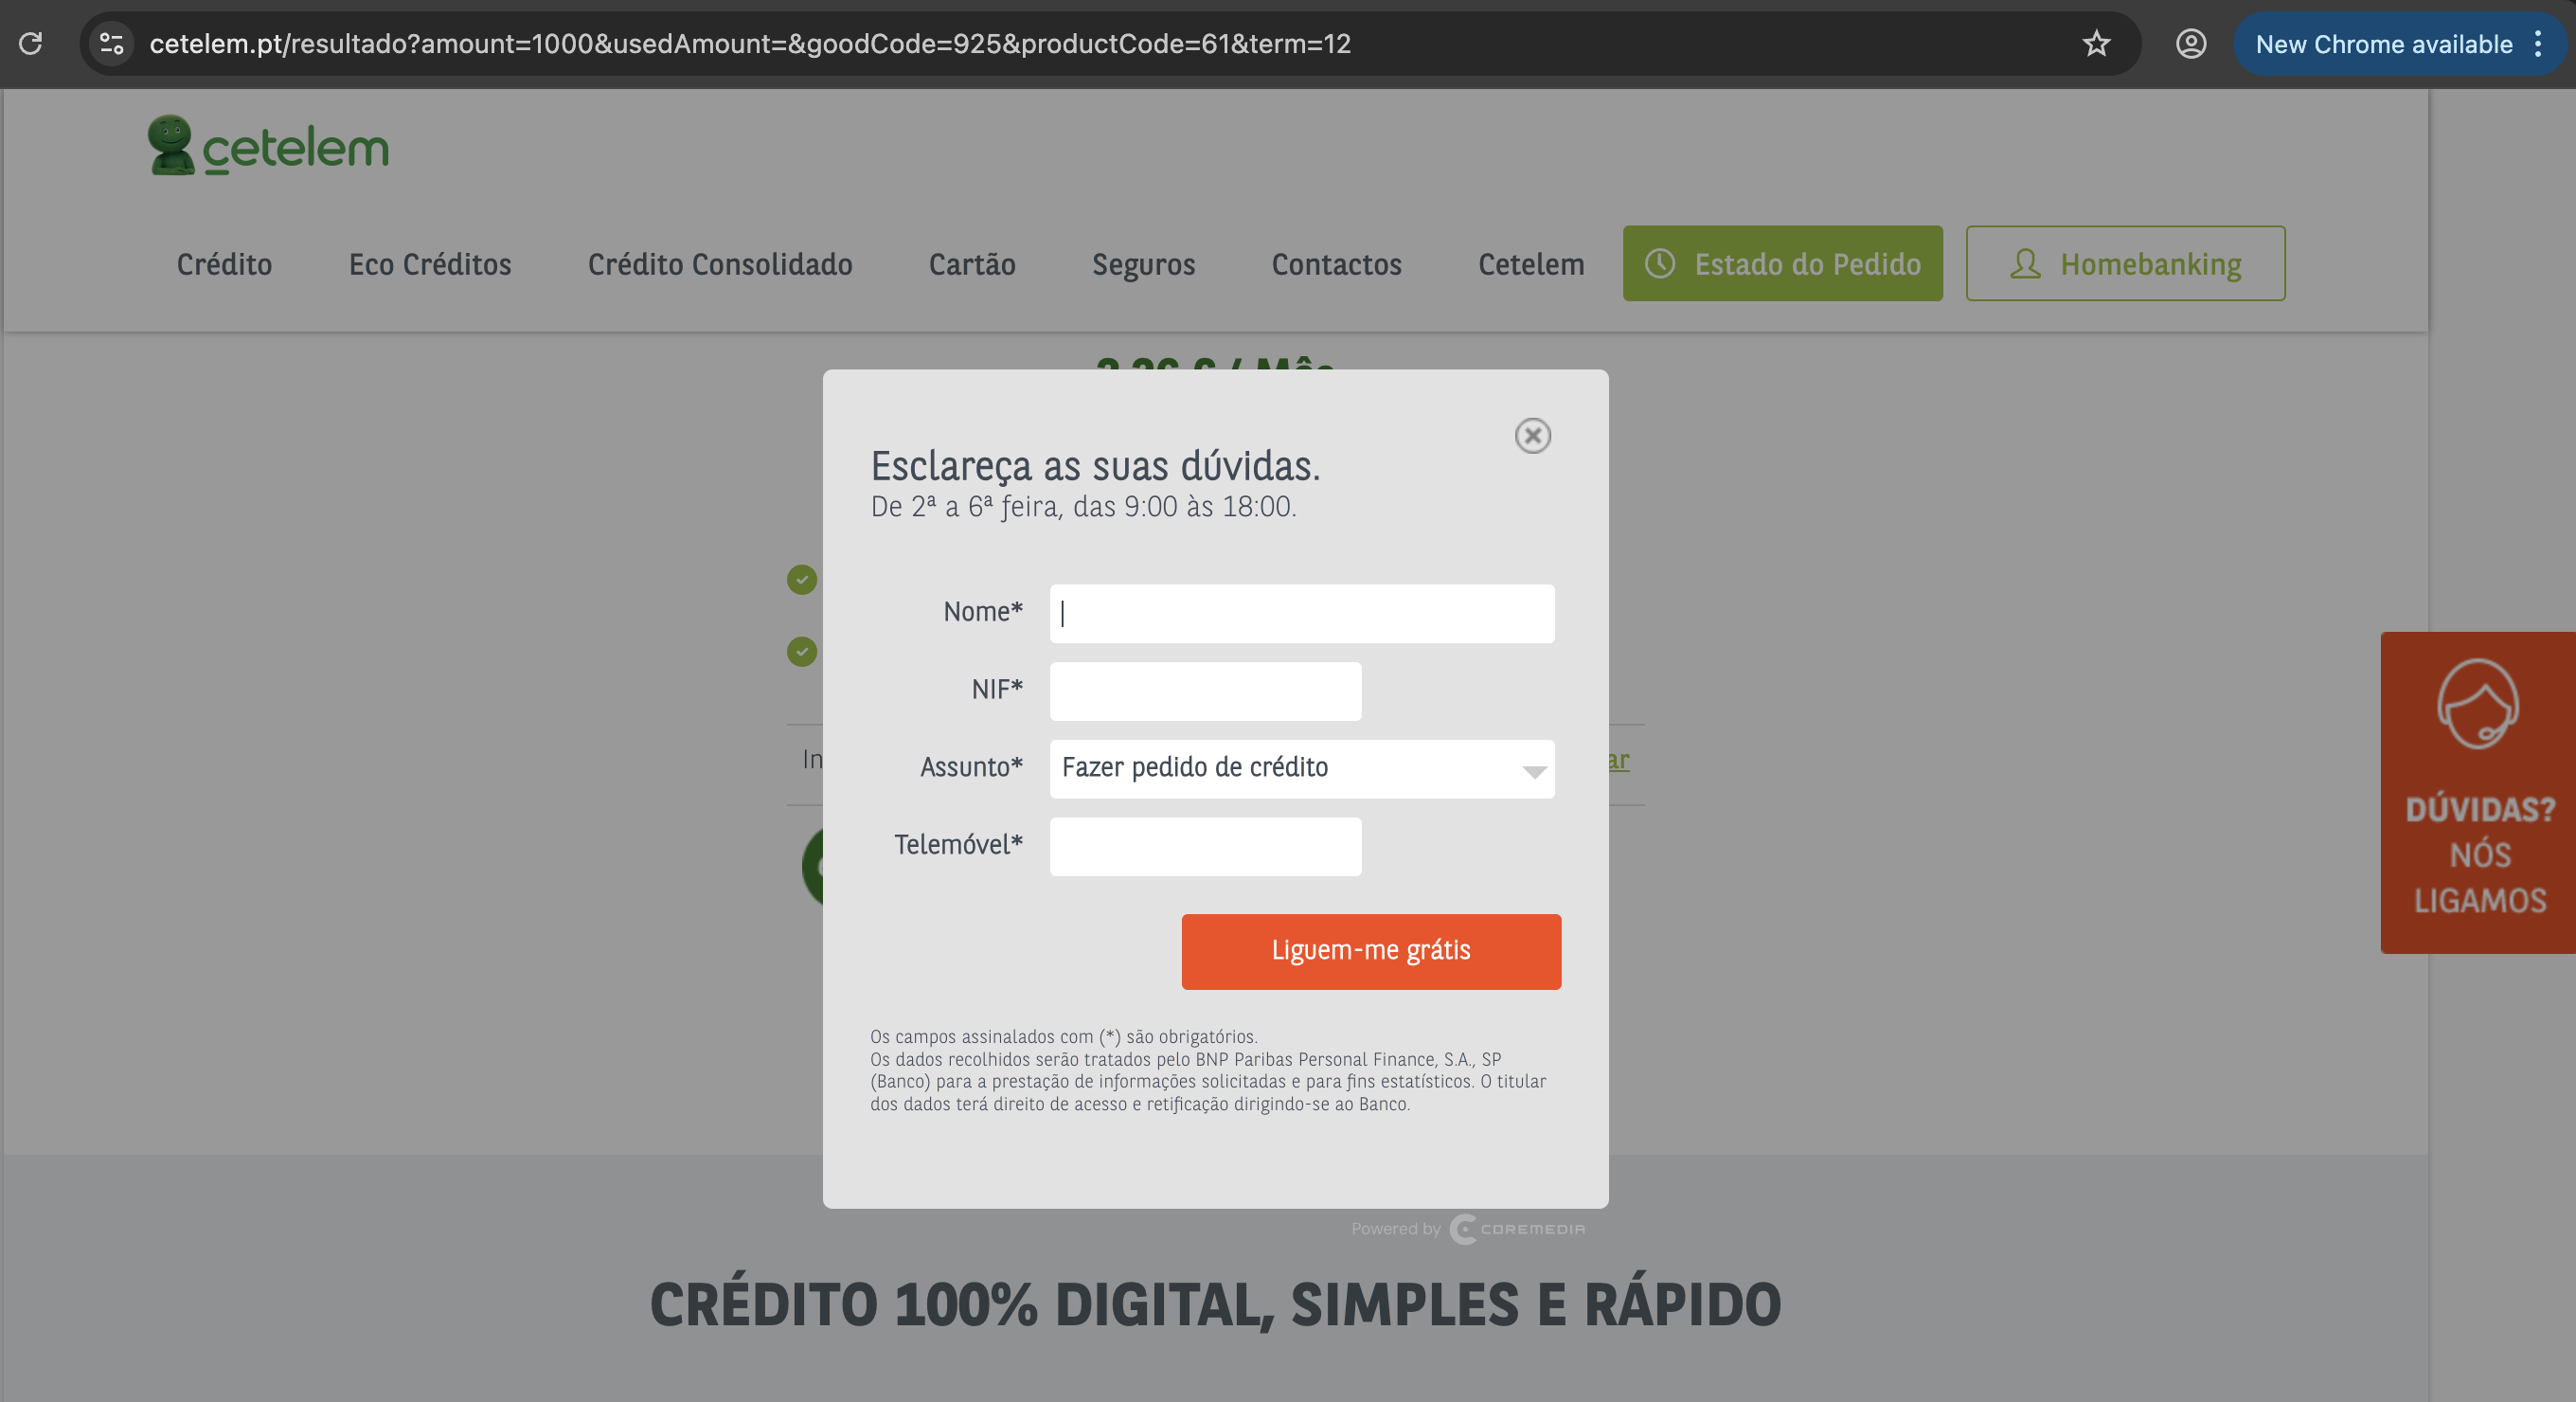 cetelem.pt/resultado?amount=1000&usedAmount=&goodCode=925&productCode=61&term=12
New Chrome available
cetelem
Crédito Eco Créditos Crédito Consolidado Cartão Seguros Contactos Cetelem Estado do Pedido Homebanking
€ / Mês
Esclareça as suas dúvidas.
De 2ª a 6ª feira, das 9:00 às 18:00.
Nome*
NIF*
In
Assunto* Fazer pedido de crédito
ar
Telemóvel*
Liguem-me grátis
DÚVIDAS?
NÓS
LIGAMOS
Os campos assinalados com (*) são obrigatórios.
Os dados recolhidos serão tratados pelo BNP Paribas Personal Finance, S.A., SP
(Banco) para a prestação de informações solicitadas e para fins estatísticos. O titular
dos dados terá direito de acesso e retificação dirigindo-se ao Banco.
Powered by COREMEDIA
CRÉDITO 100% DIGITAL, SIMPLES E RÁPIDO